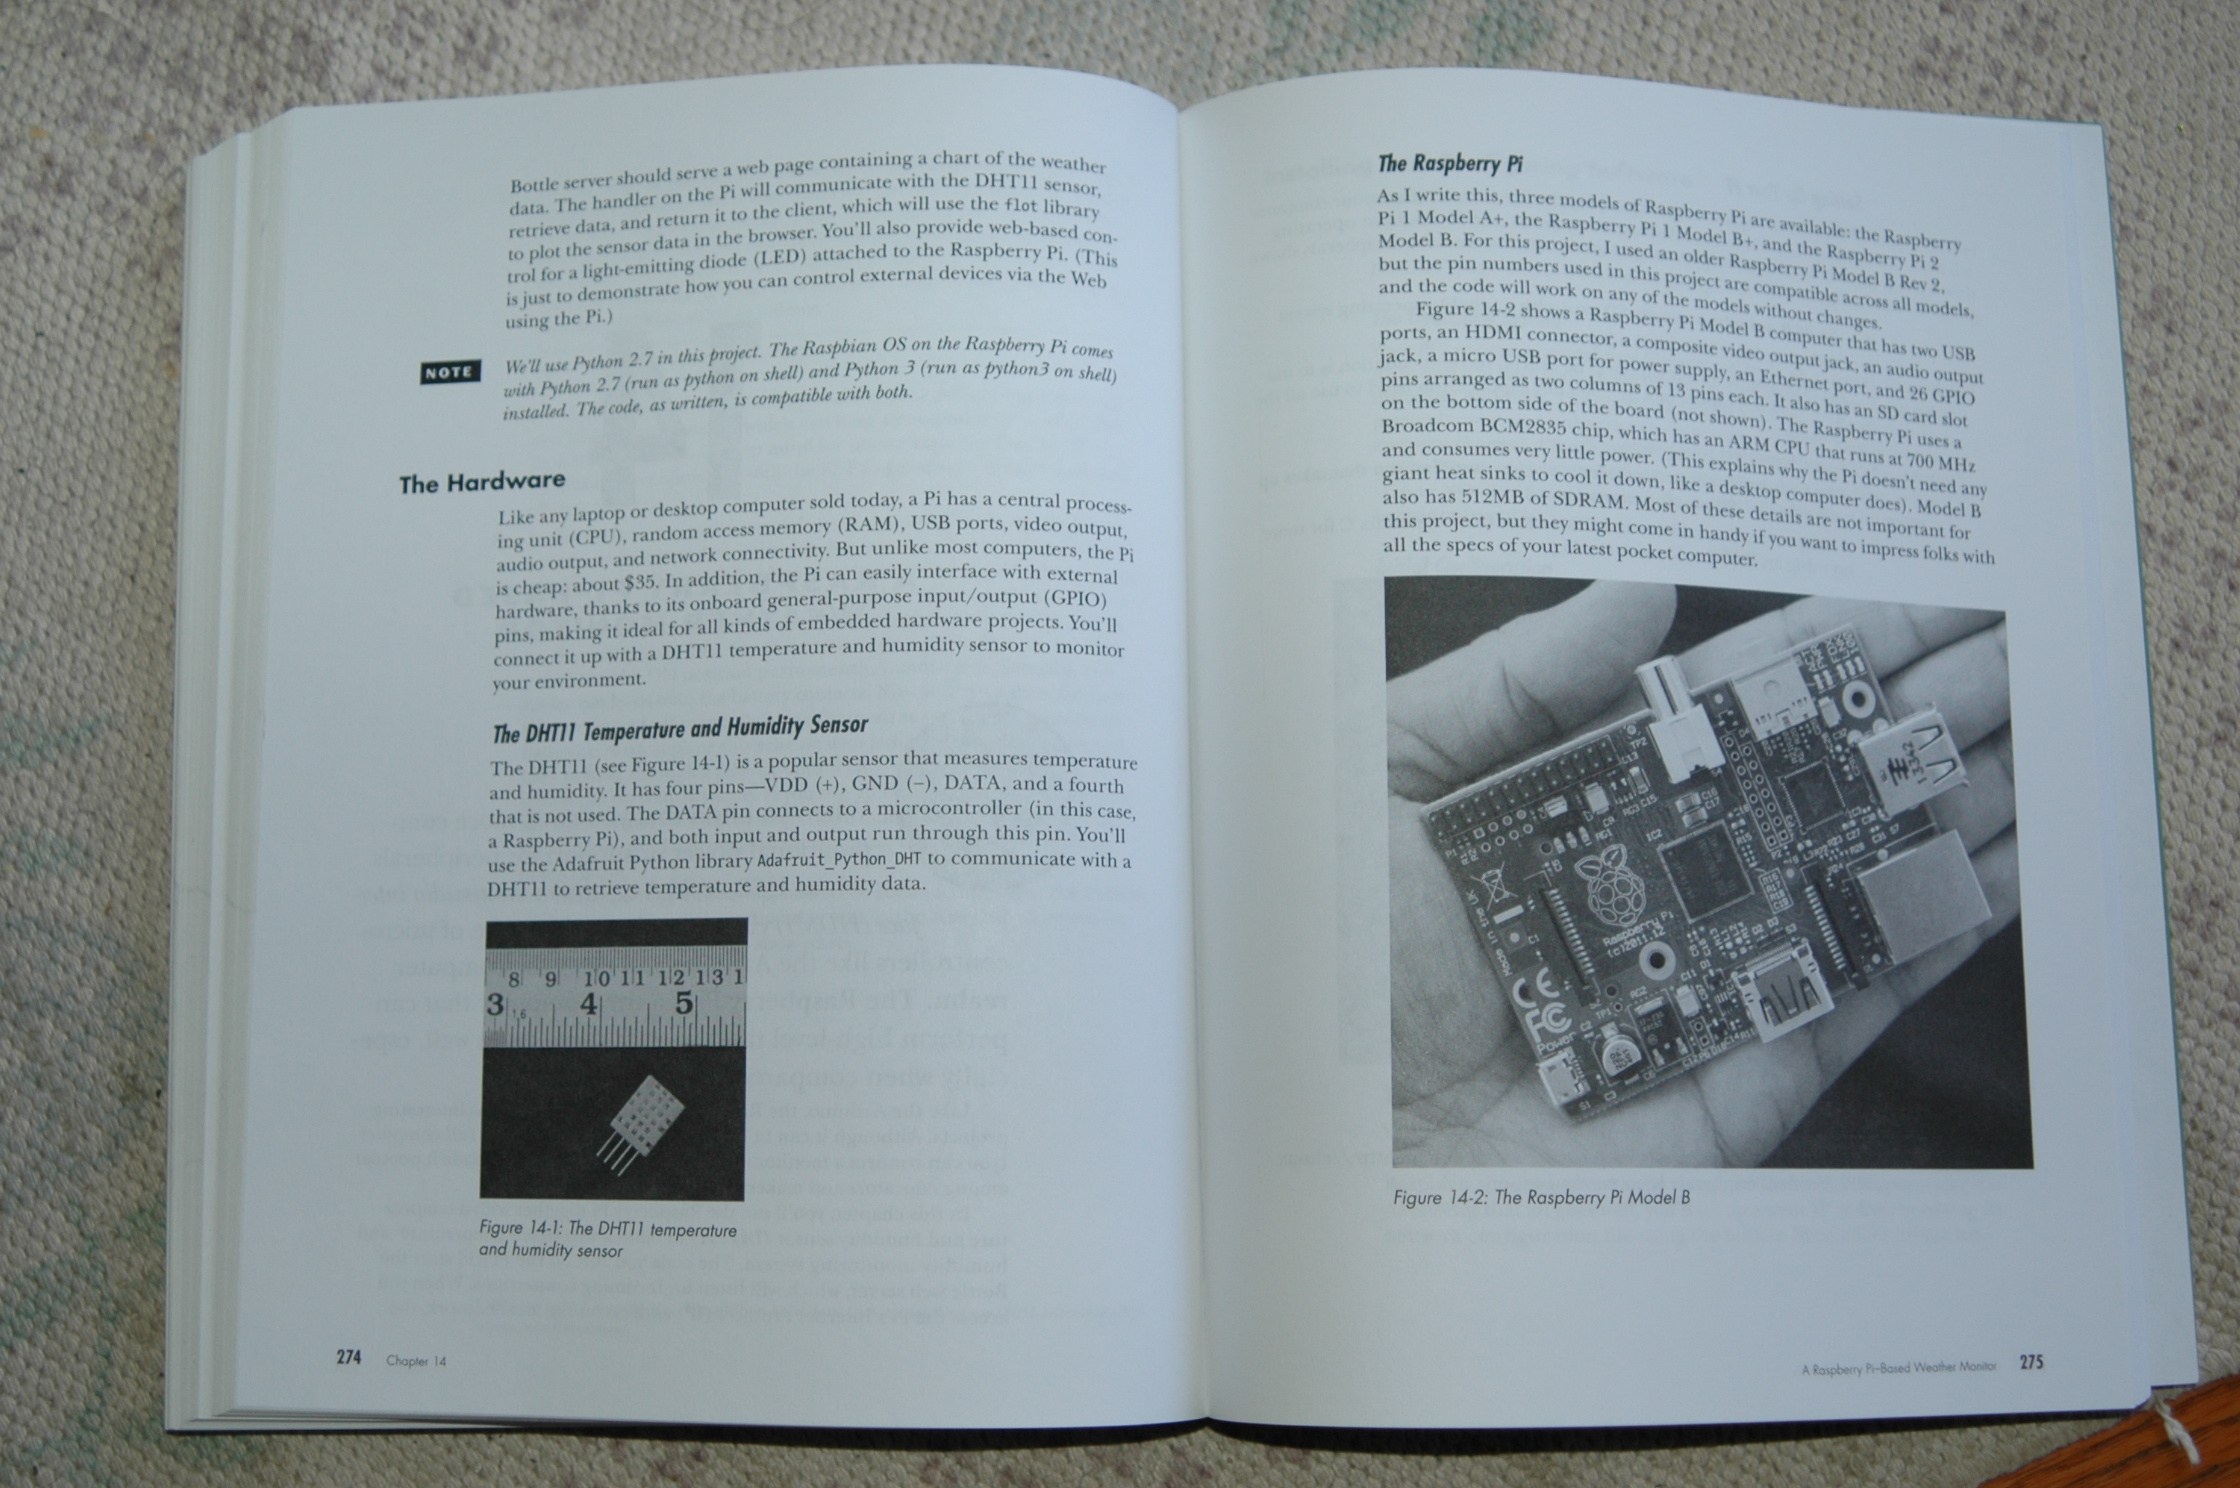 Bottle server should serve a web page containing a chart of the weather
data. The handler on the Pi will communicate with the DHT11 sensor,
retrieve data, and return it to the client, which will use the flot library
to plot the sensor data in the browser. You'll also provide web-based con-
trol for a light-emitting diode (LED) attached to the Raspberry Pi. (This
is just to demonstrate how you can control external devices via the Web
using the Pi.)
NOTE
We'll use Python 2.7 in this project. The Raspbian OS on the Raspberry Pi comes
with Python 2.7 (run as python on shell) and Python 3 (run as python3 on shell)
installed. The code, as written, is compatible with both.
The Hardware
Like any laptop or desktop computer sold today, a Pi has a central process-
ing unit (CPU), random access memory (RAM), USB ports, video output,
audio output, and network connectivity. But unlike most computers, the Pi
is cheap: about $35. In addition, the Pi can easily interface with external
hardware, thanks to its onboard general-purpose input/output (GPIO)
pins, making it ideal for all kinds of embedded hardware projects. You'll
connect it up with a DHT11 temperature and humidity sensor to monitor
your environment.
The DHT11 Temperature and Humidity Sensor
The DHT11 (see Figure 14-1) is a popular sensor that measures temperature
and humidity. It has four pins—VDD (+), GND (–), DATA, and a fourth
that is not used. The DATA pin connects to a microcontroller (in this case,
a Raspberry Pi), and both input and output run through this pin. You'll
use the Adafruit Python library Adafruit_Python_DHT to communicate with a
DHT11 to retrieve temperature and humidity data.
8 9 10 11 12 13 1
3 16 4 5
Figure 14-1: The DHT11 temperature
and humidity sensor
274 Chapter 14
The Raspberry Pi
As I write this, three models of Raspberry Pi are available: the Raspberry
Pi 1 Model A+, the Raspberry Pi 1 Model B+, and the Raspberry Pi 2
Model B. For this project, I used an older Raspberry Pi Model B Rev 2,
but the pin numbers used in this project are compatible across all models,
and the code will work on any of the models without changes.
Figure 14-2 shows a Raspberry Pi Model B computer that has two USB
ports, an HDMI connector, a composite video output jack, an audio output
jack, a micro USB port for power supply, an Ethernet port, and 26 GPIO
pins arranged as two columns of 13 pins each. It also has an SD card slot
on the bottom side of the board (not shown). The Raspberry Pi uses a
Broadcom BCM2835 chip, which has an ARM CPU that runs at 700 MHz
and consumes very little power. (This explains why the Pi doesn't need any
giant heat sinks to cool it down, like a desktop computer does). Model B
also has 512MB of SDRAM. Most of these details are not important for
this project, but they might come in handy if you want to impress folks with
all the specs of your latest pocket computer.
13342
Raspberry Pi
Made in
the UK
CE
FC
Power
Figure 14-2: The Raspberry Pi Model B
A Raspberry Pi–Based Weather Monitor 275